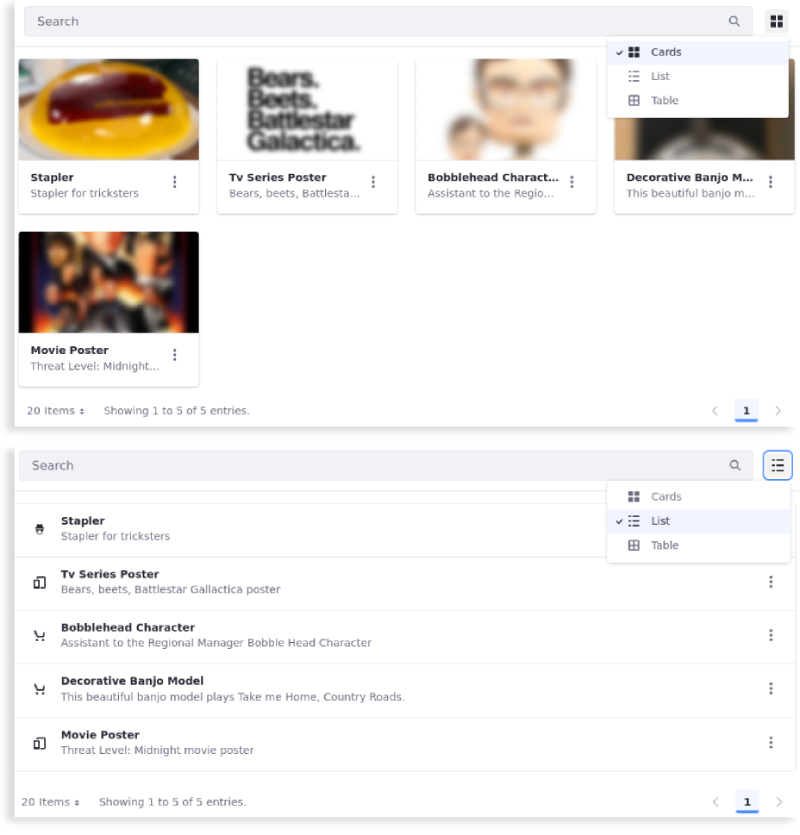 Search
Cards
List
Table
Bears.
Beets.
Battlestar
Galactica.
Stapler
Stapler for tricksters
Tv Series Poster
Bears, beets, Battlesta...
Bobblehead Charact...
Assistant to the Regio...
Decorative Banjo M...
This beautiful banjo m...
Movie Poster
Threat Level: Midnight...
20 Items
Showing 1 to 5 of 5 entries.
1
Search
Cards
List
Table
Stapler
Stapler for tricksters
Tv Series Poster
Bears, beets, Battlestar Gallactica poster
Bobblehead Character
Assistant to the Regional Manager Bobble Head Character
Decorative Banjo Model
This beautiful banjo model plays Take me Home, Country Roads.
Movie Poster
Threat Level: Midnight movie poster
20 Items
Showing 1 to 5 of 5 entries.
1